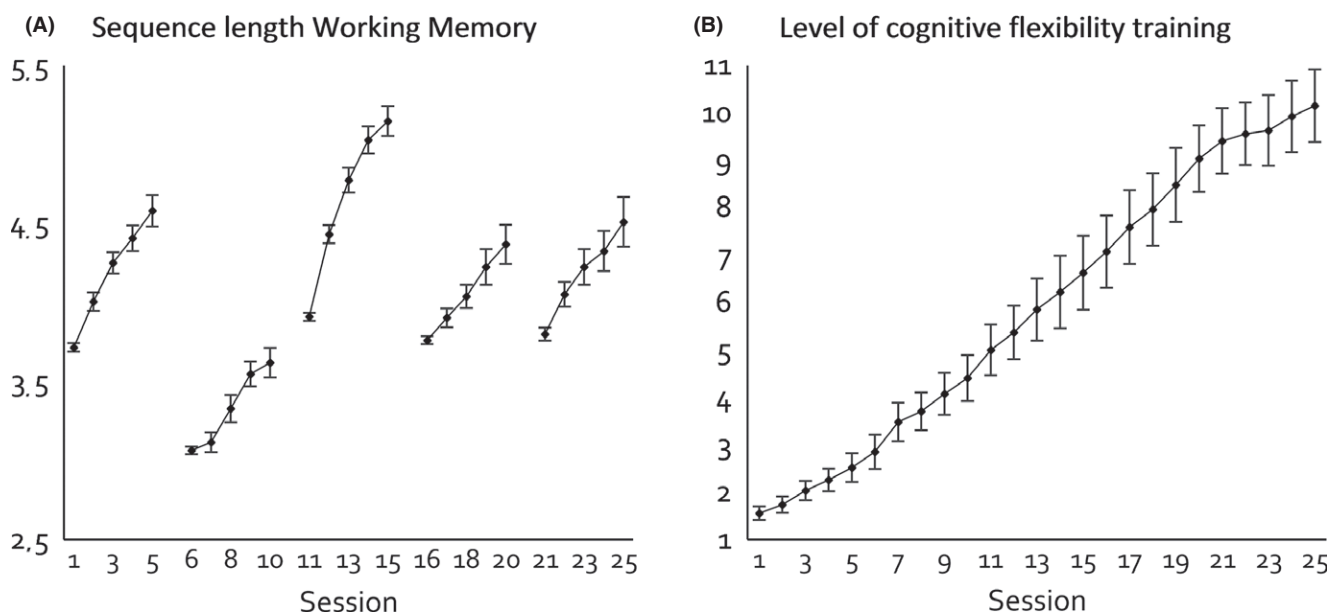 (A) Sequence length Working Memory
5.5
4.5
3.5
2,5
1 3 5 6 8 10 11 13 15 16 18 20 21 23 25
Session
(B) Level of cognitive flexibility training
11
10
9
8
7
6
5
4
3
2
1
1 3 5 7 9 11 13 15 17 19 21 23 25
Session